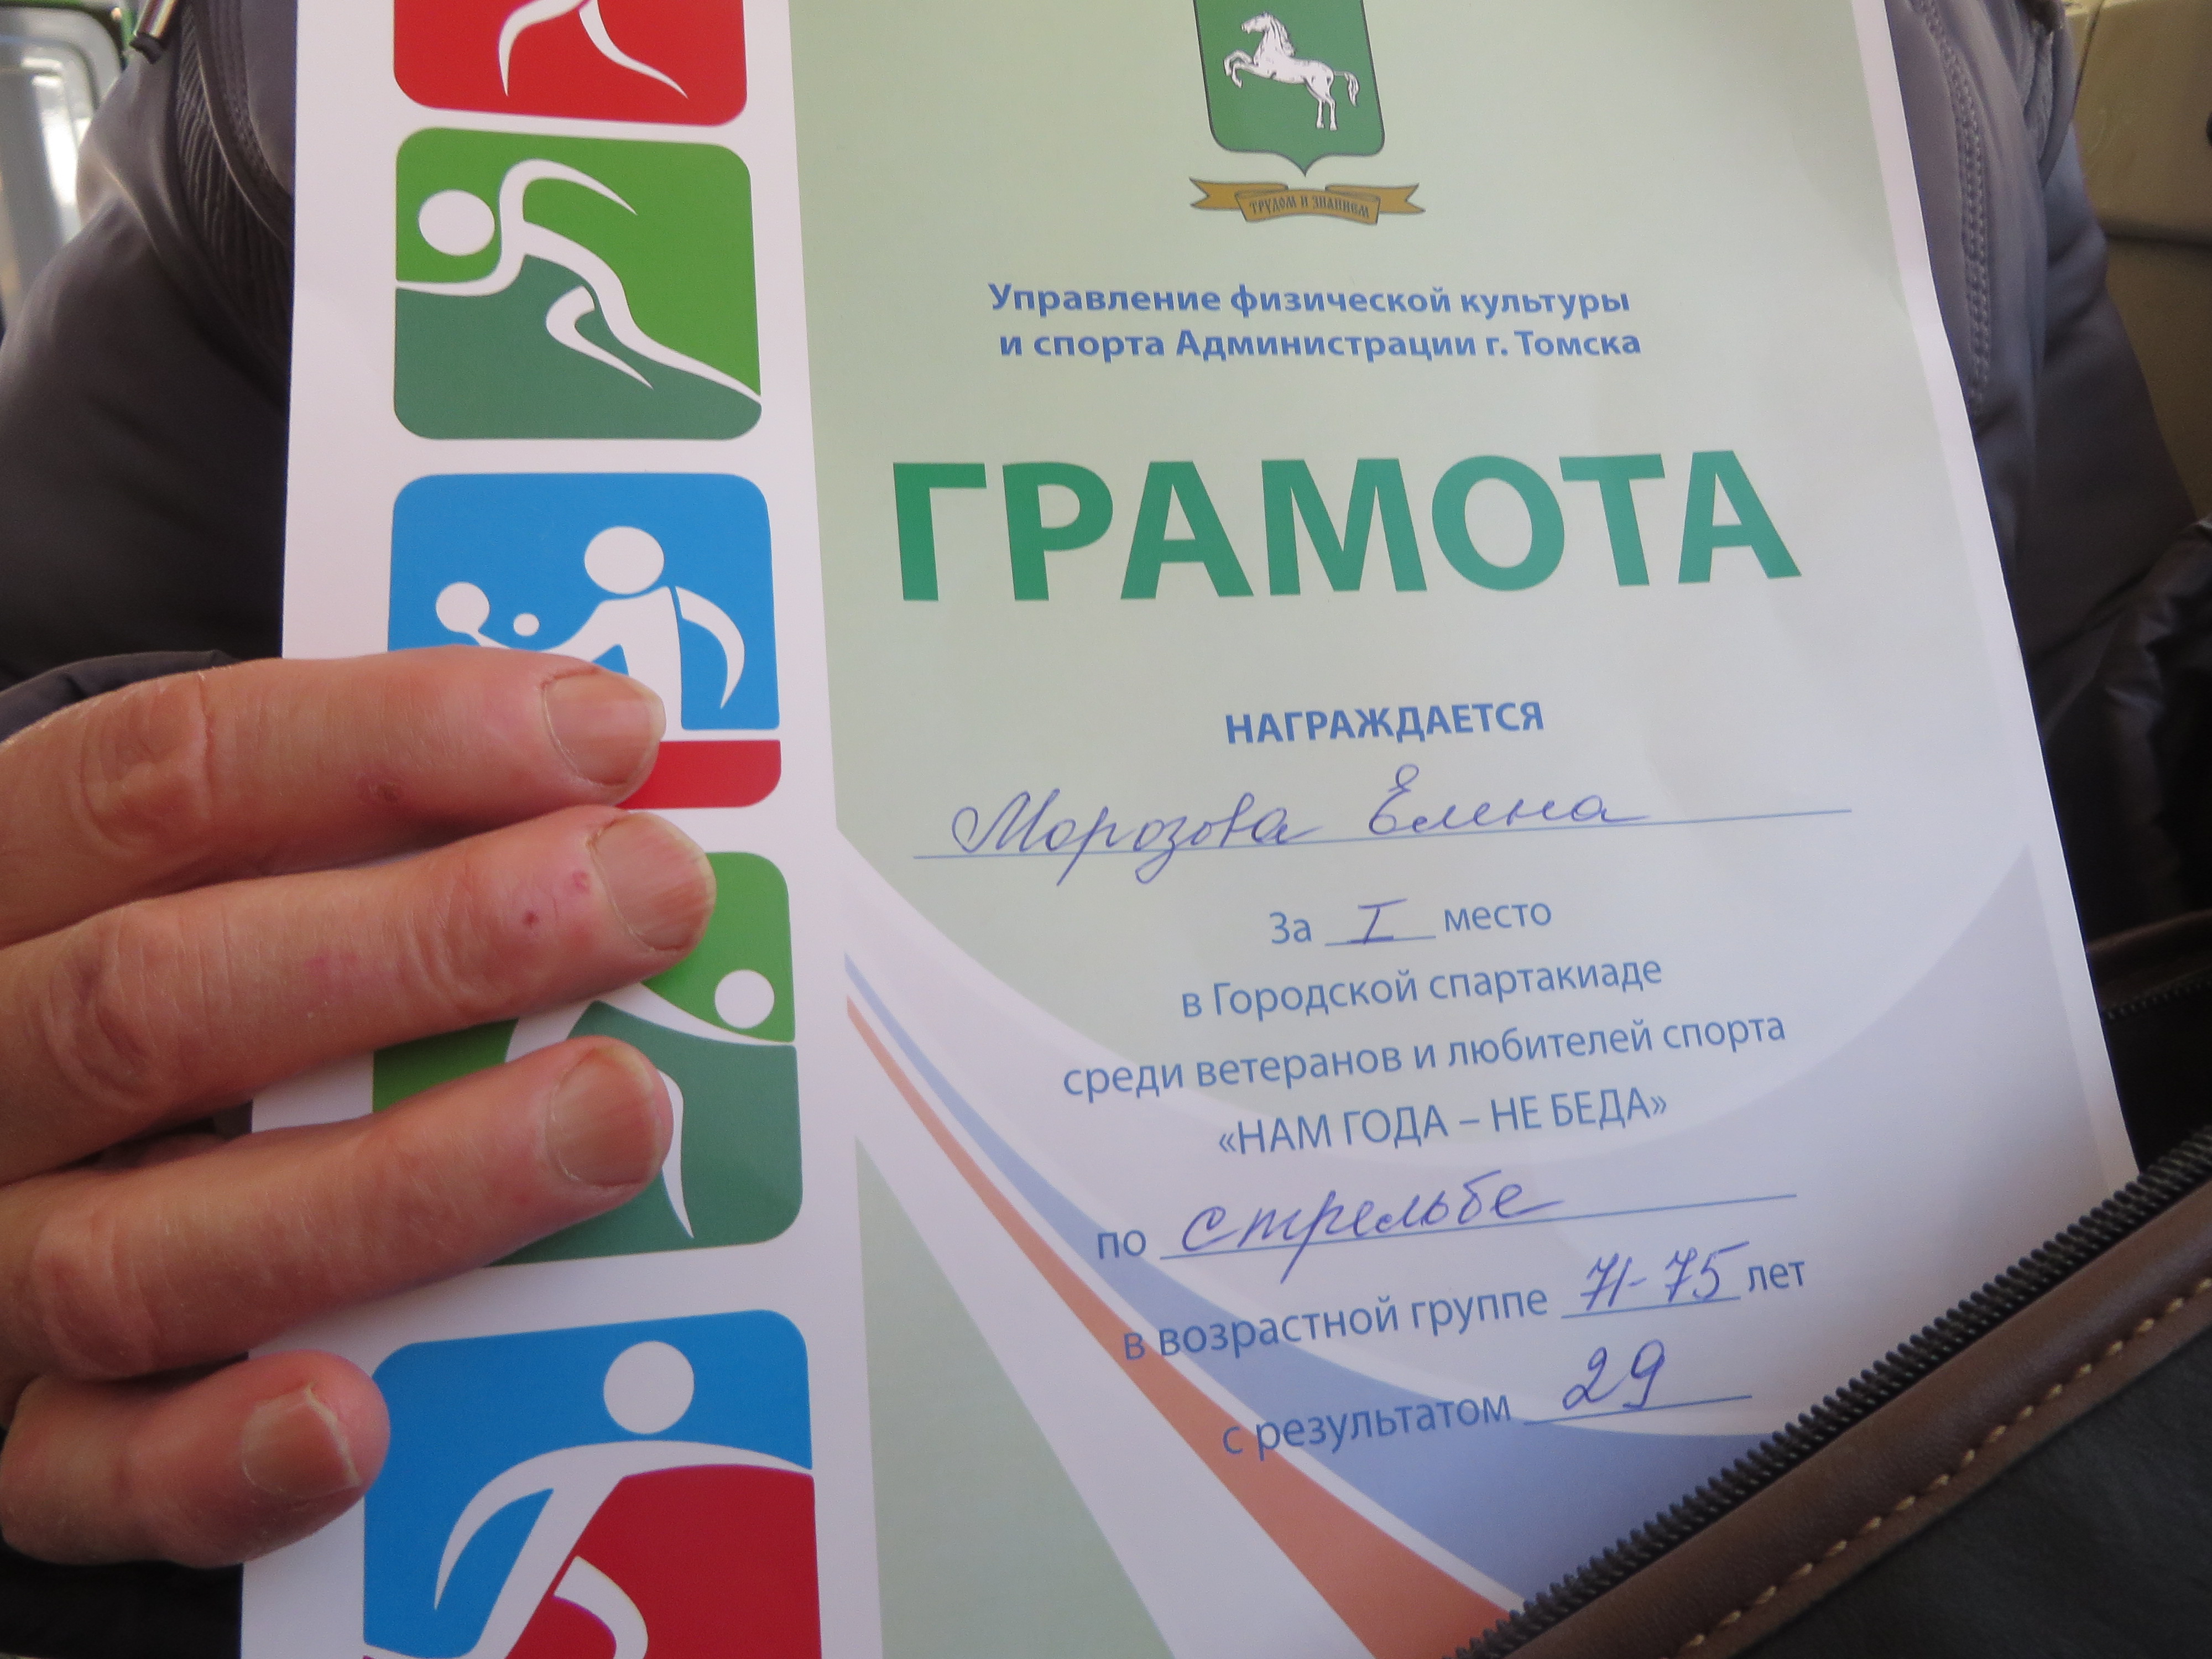 ТРУДОМ И ЗНАНИЕМ
Управление физической культуры
и спорта Администрации г. Томска
ГРАМОТА
НАГРАЖДАЕТСЯ
Морозова Елена
За I место
в Городской спартакиаде
среди ветеранов и любителей спорта
«НАМ ГОДА – НЕ БЕДА»
по стрельбе
в возрастной группе 71-75 лет
с результатом 29